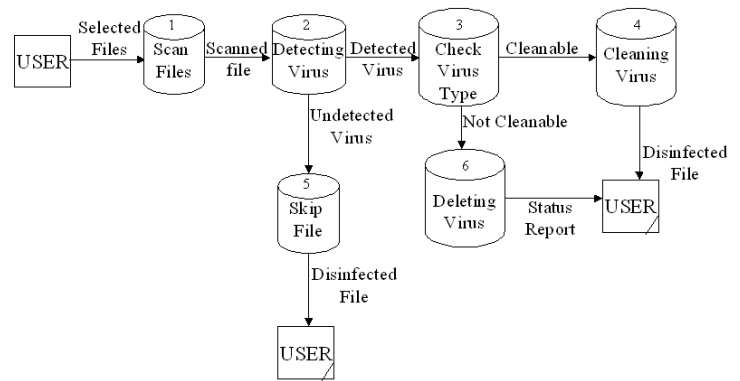 USER
Selected
Files
1
Scan
Files
Scanned
file
2
Detecting
Virus
Detected
Virus
3
Check
Virus
Type
Cleanable
4
Cleaning
Virus
Undetected
Virus
Not Cleanable
5
Skip
File
6
Deleting
Virus
Status
Report
Disinfected
File
USER
Disinfected
File
USER